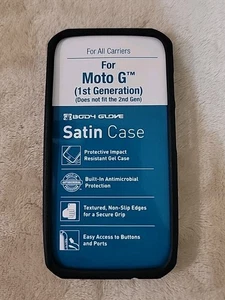 For All Carriers
For
Moto G™
(1st Generation)
(Does not fit the 2nd Gen)
BODY GLOVE
Satin Case
Protective Impact
Resistant Gel Case
Built-In Antimicrobial
Protection
Textured, Non-Slip Edges
for a Secure Grip
Easy Access to Buttons
and Ports